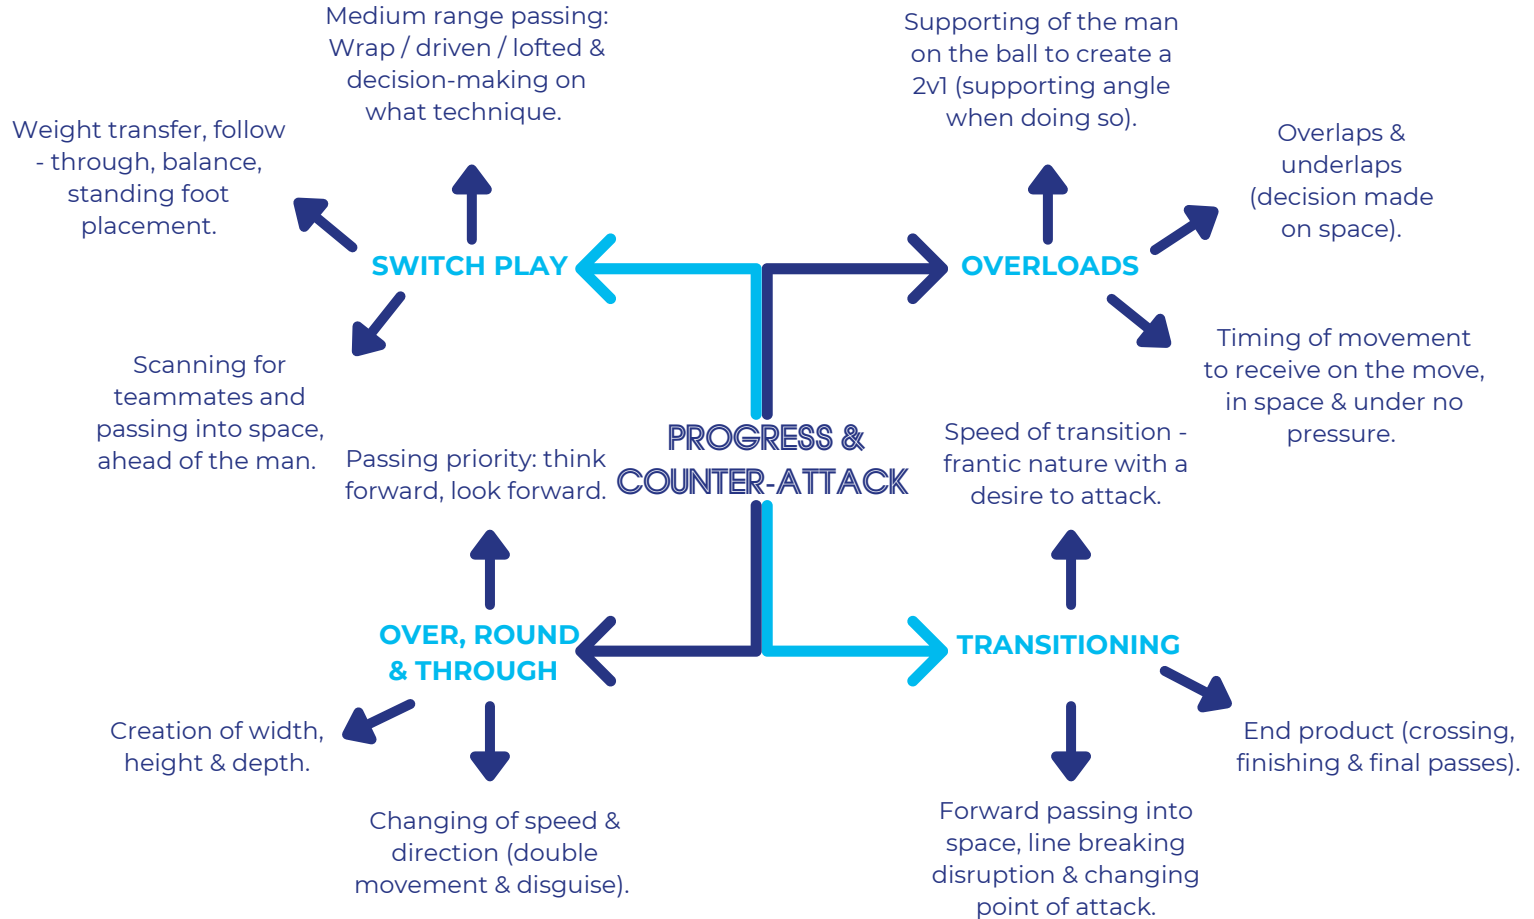 Medium range passing:
Wrap / driven / lofted &
decision-making on
what technique.
Weight transfer, follow
- through, balance,
standing foot
placement.
SWITCH PLAY
Scanning for
teammates and
passing into space,
ahead of the man.
Supporting of the man
on the ball to create a
2v1 (supporting angle
when doing so).
Overlaps &
underlaps
(decision made
on space).
OVERLOADS
Timing of movement
to receive on the move,
in space & under no
pressure.
PROGRESS &
COUNTER-ATTACK
Passing priority: think
forward, look forward.
OVER, ROUND
& THROUGH
Creation of width,
height & depth.
Changing of speed &
direction (double
movement & disguise).
Speed of transition -
frantic nature with a
desire to attack.
TRANSITIONING
End product (crossing,
finishing & final passes).
Forward passing into
space, line breaking
disruption & changing
point of attack.